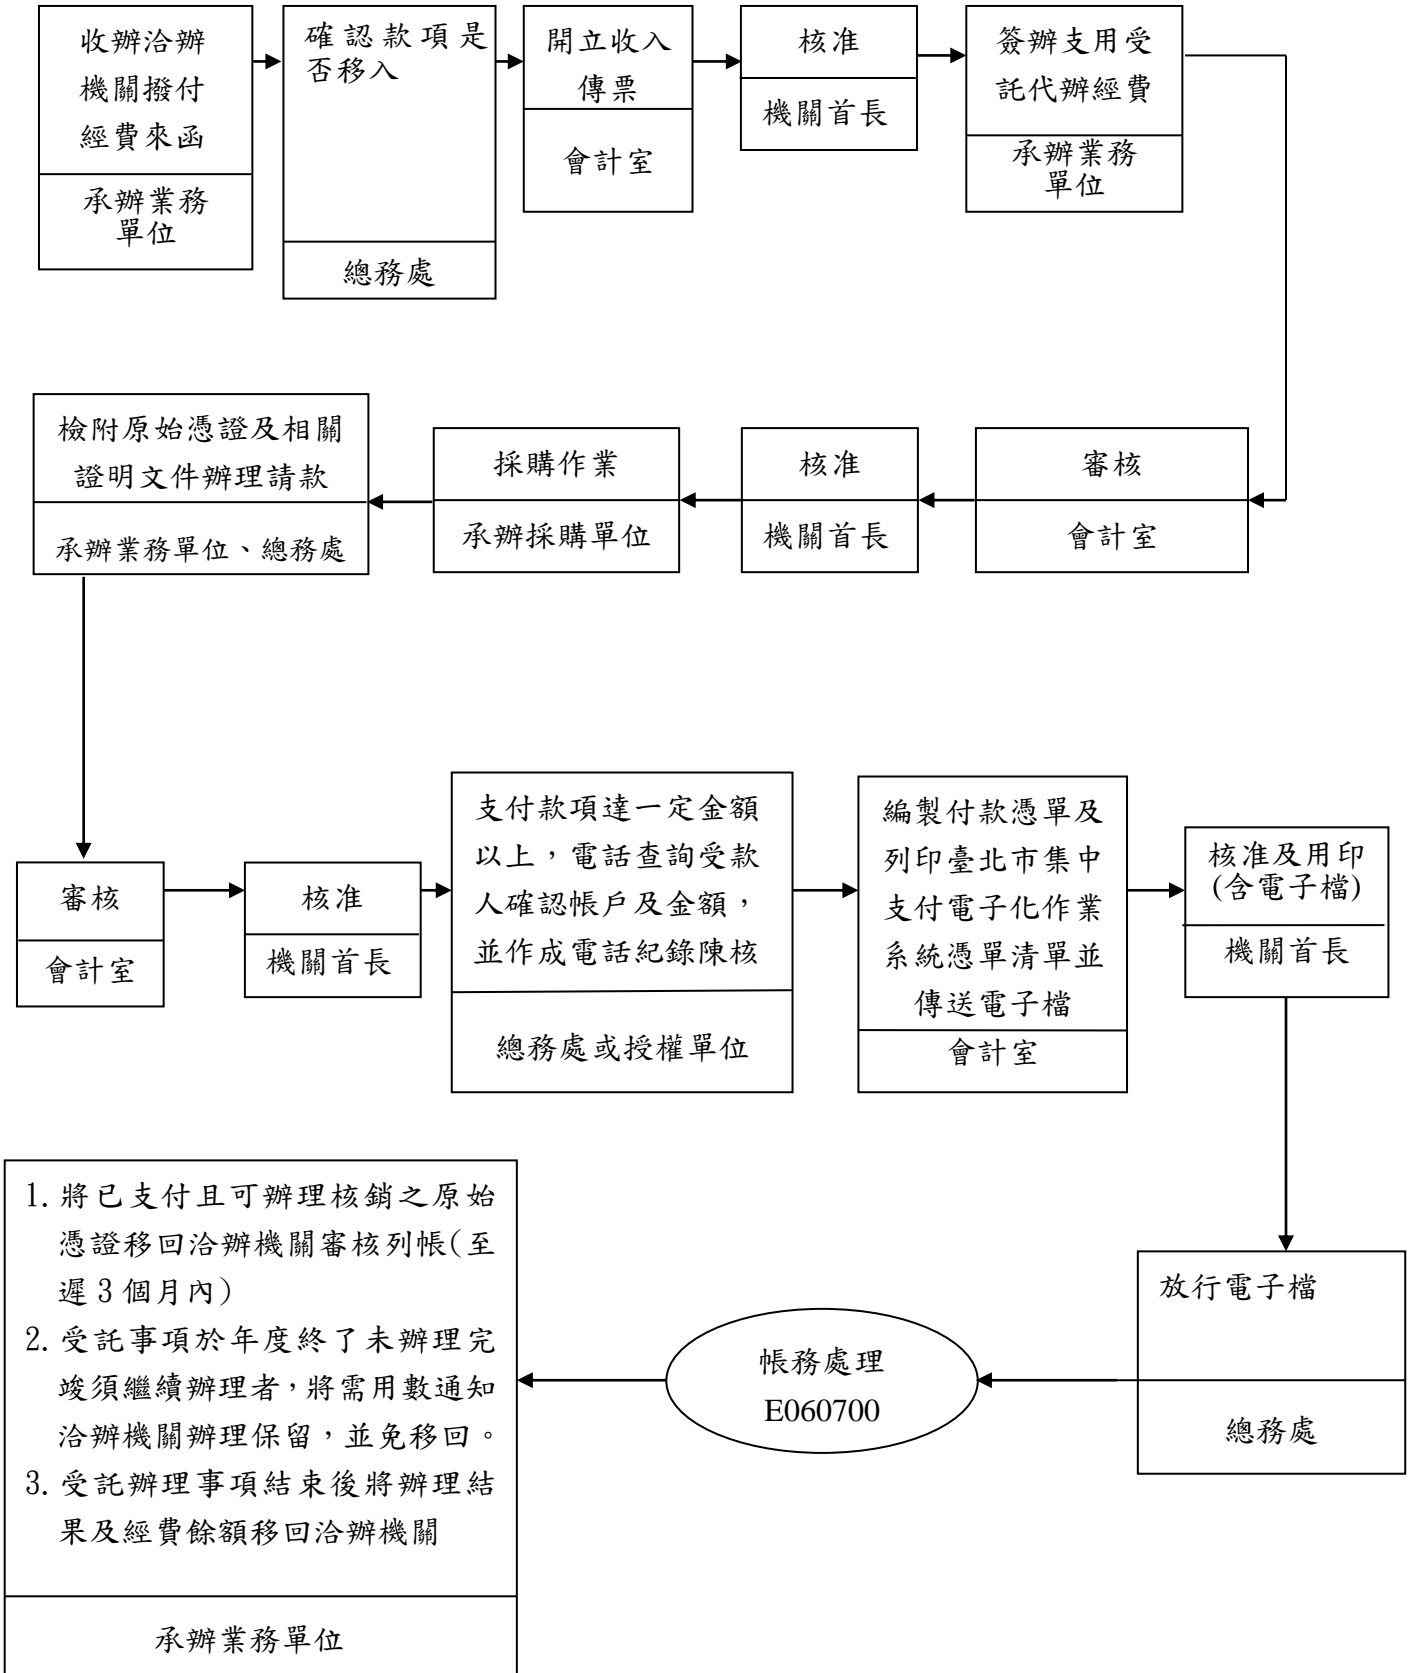 收辦洽辦
機關撥付
經費來函
承辦業務
單位
確認款項是
否移入
總務處
開立收入
傳票
會計室
核准
機關首長
簽辦支用受
託代辦經費
承辦業務
單位
審核
會計室
核准
機關首長
採購作業
承辦採購單位
檢附原始憑證及相關
證明文件辦理請款
承辦業務單位、總務處
審核
會計室
核准
機關首長
支付款項達一定金額
以上，電話查詢受款
人確認帳戶及金額，
並作成電話紀錄陳核
總務處或授權單位
編製付款憑單及
列印臺北市集中
支付電子化作業
系統憑單清單並
傳送電子檔
會計室
核准及用印
(含電子檔)
機關首長
放行電子檔
總務處
帳務處理
E060700
1. 將已支付且可辦理核銷之原始
憑證移回洽辦機關審核列帳(至
遲 3 個月內)
2. 受託事項於年度終了未辦理完
竣須繼續辦理者，將需用數通知
洽辦機關辦理保留，並免移回。
3. 受託辦理事項結束後將辦理結
果及經費餘額移回洽辦機關
承辦業務單位